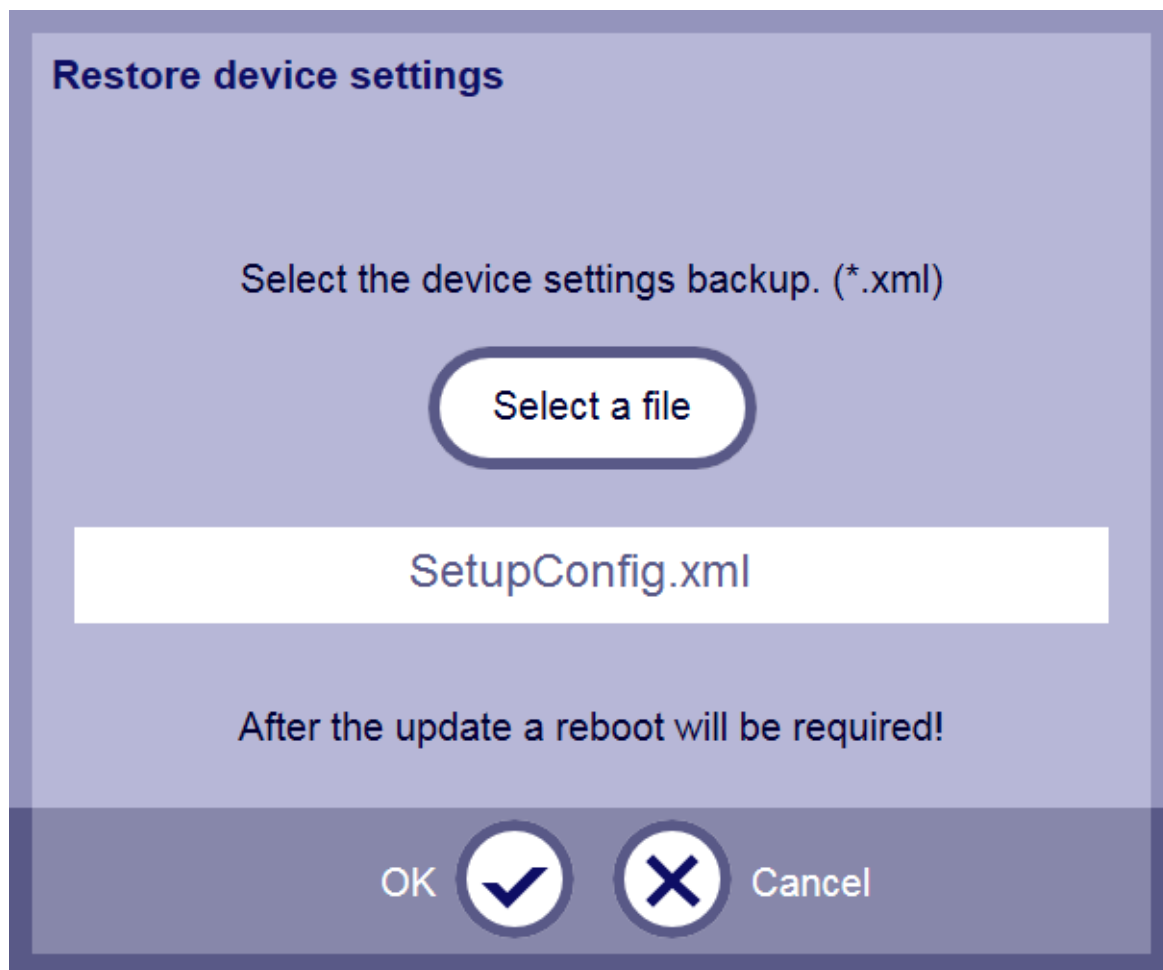 Restore device settings
Select the device settings backup. (*.xml)
Select a file
SetupConfig.xml
After the update a reboot will be required!
OK Cancel